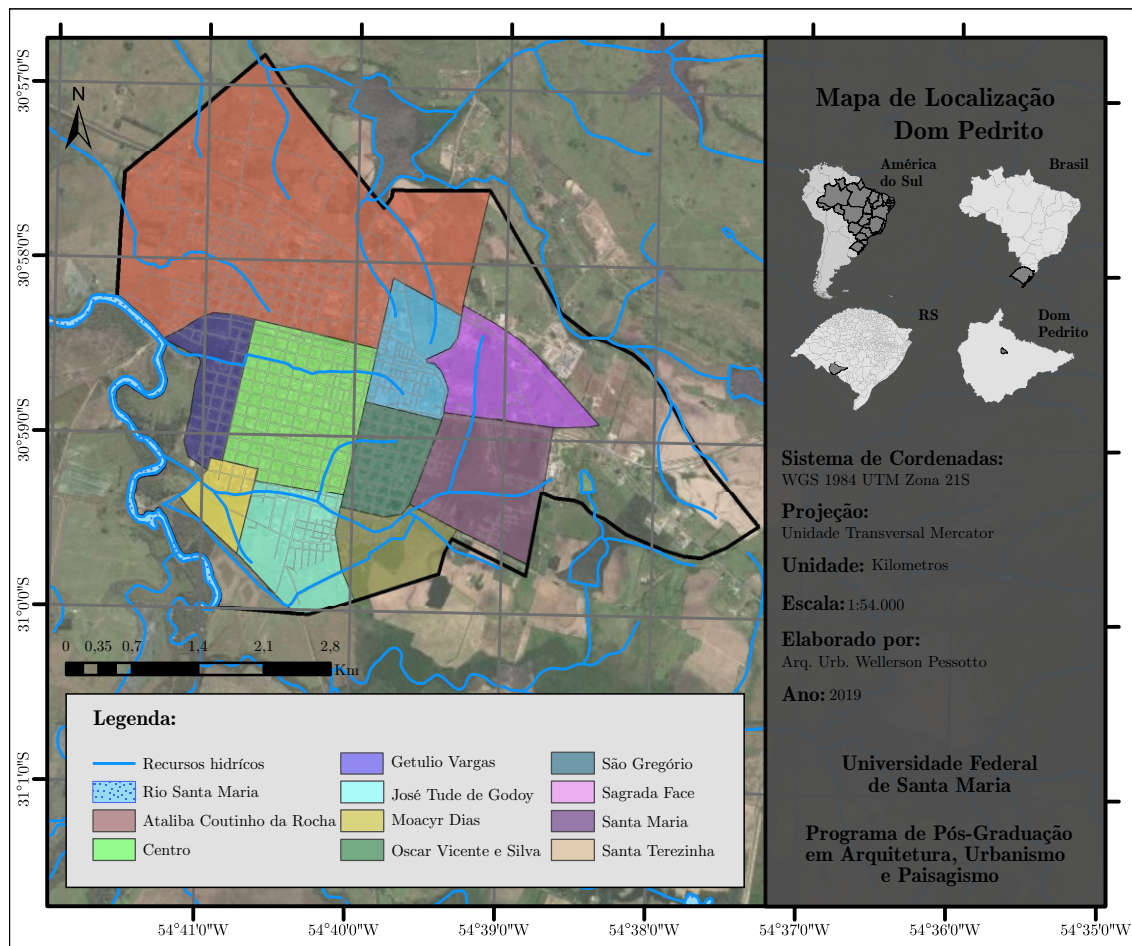 Mapa de Localização
Dom Pedrito
América
do Sul
Brasil
RS
Dom
Pedrito
Sistema de Cordenadas:
WGS 1984 UTM Zona 21S
Projeção:
Unidade Transversal Mercator
Unidade: Kilometros
Escala: 1:54.000
Elaborado por:
Arq. Urb. Wellerson Pessotto
Ano: 2019
Universidade Federal
de Santa Maria
Programa de Pós-Graduação
em Arquitetura, Urbanismo
e Paisagismo
N
30°57'0"S
30°58'0"S
30°59'0"S
31°0'0"S
31°1'0"S
0 0,35 0,7 1,4 2,1 2,8
Km
Legenda:
Recursos hidrícos
Rio Santa Maria
Ataliba Coutinho da Rocha
Centro
Getulio Vargas
José Tude de Godoy
Moacyr Dias
Oscar Vicente e Silva
São Gregório
Sagrada Face
Santa Maria
Santa Terezinha
54°41'0"W 54°40'0"W 54°39'0"W 54°38'0"W 54°37'0"W 54°36'0"W 54°35'0"W